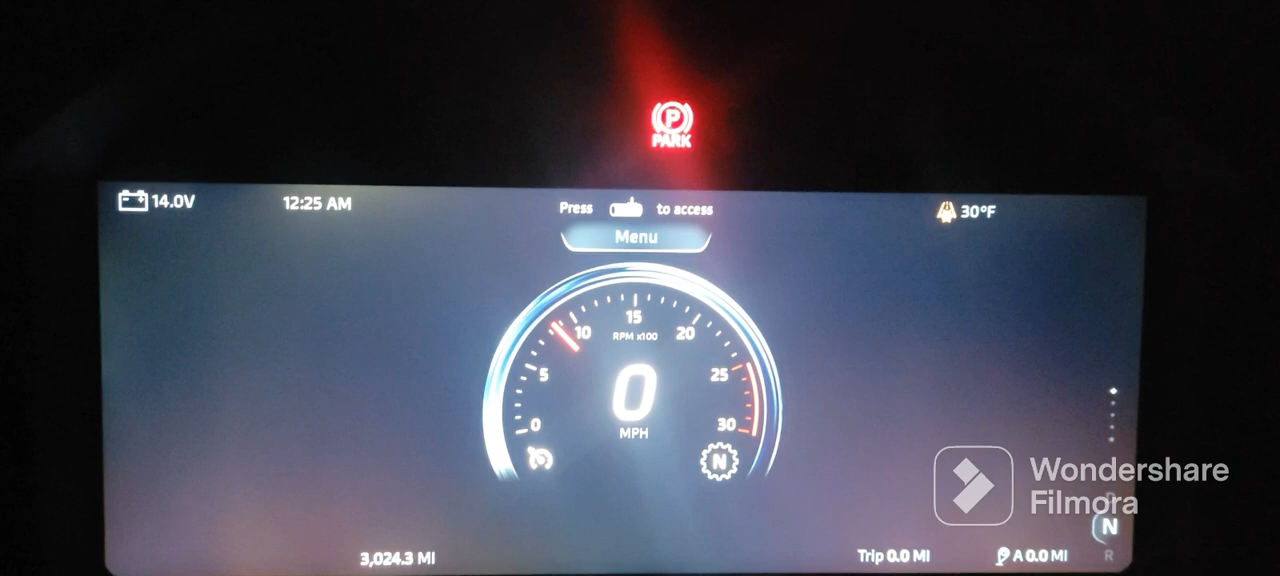 P
PARK
14.0V
12:25 AM
Press to access
Menu
30°F
15
10
20
RPM x100
5
25
0
0
30
MPH
N
Wondershare
Filmora
D
N
R
3,024.3 MI
Trip 0.0 MI
A 0.0 MI